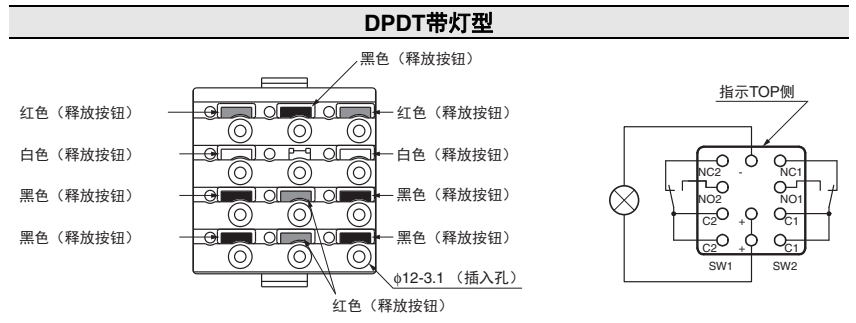 DPDT带灯型
黑色（释放按钮）
红色（释放按钮）
红色（释放按钮）
白色（释放按钮）
白色（释放按钮）
黑色（释放按钮）
黑色（释放按钮）
黑色（释放按钮）
黑色（释放按钮）
φ12-3.1 （插入孔）
红色（释放按钮）
指示TOP侧
NC2 - NC1
NO2 NO1
C2 + C1
C2 + C1
SW1 SW2